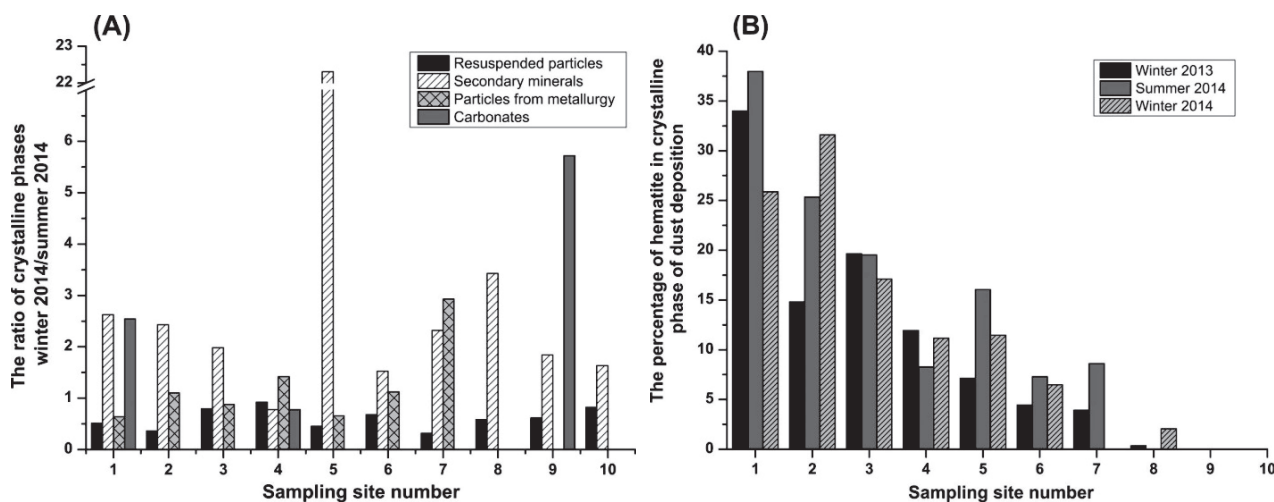 (A)
The ratio of crystalline phases
winter 2014/summer 2014
23
22
6
5
4
3
2
1
0
Resuspended particles
Secondary minerals
Particles from metallurgy
Carbonates
1 2 3 4 5 6 7 8 9 10
Sampling site number
(B)
The percentage of hematite in crystalline
phase of dust deposition
40
35
30
25
20
15
10
5
0
Winter 2013
Summer 2014
Winter 2014
1 2 3 4 5 6 7 8 9 10
Sampling site number